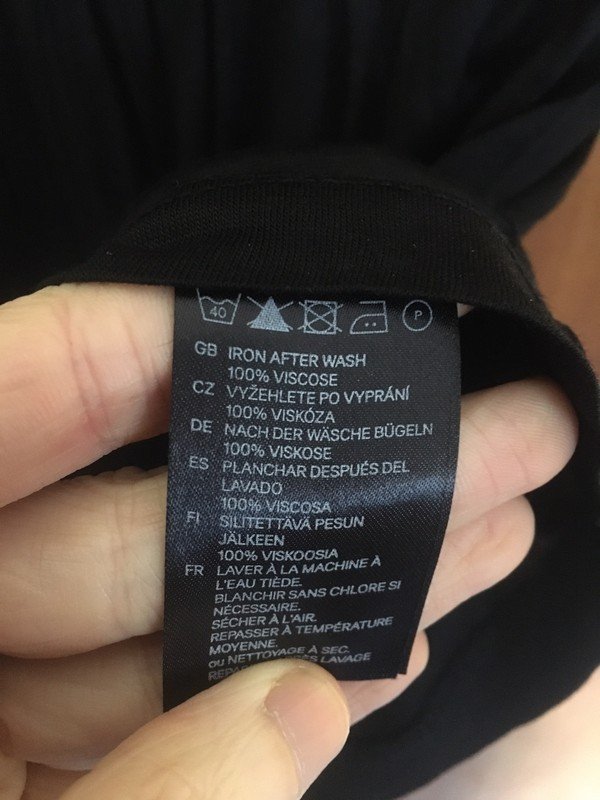 40 P
GB IRON AFTER WASH
100% VISCOSE
CZ VYŽEHLETE PO VYPRÁNÍ
100% VISKÓZA
DE NACH DER WÄSCHE BÜGELN
100% VISKOSE
ES PLANCHAR DESPUÉS DEL
LAVADO
100% VISCOSA
FI SILITETTÄVÄ PESUN
JÄLKEEN
100% VISKOOSIA
FR LAVER À LA MACHINE À
L'EAU TIÈDE.
BLANCHIR SANS CHLORE SI
NÉCESSAIRE.
SÉCHER À L'AIR.
REPASSER À TEMPÉRATURE
MOYENNE.
OU NETTOYAGE À SEC.
LAVAGE